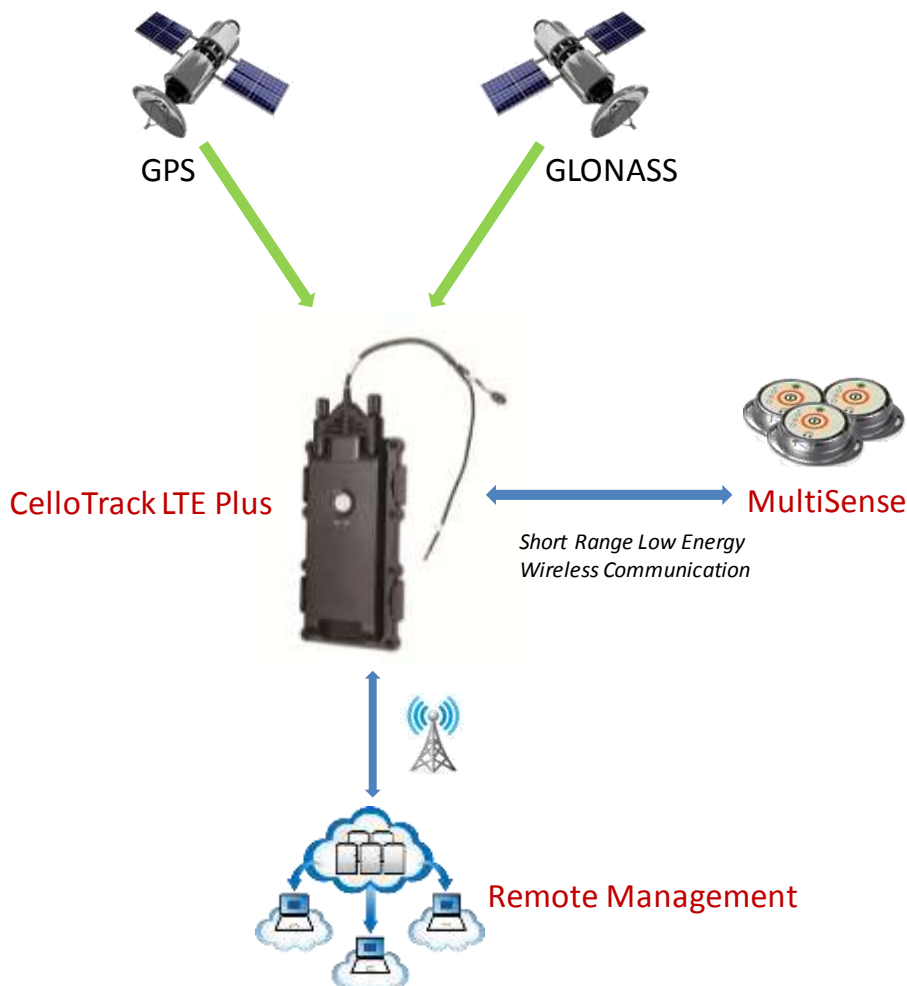 GPS
GLONASS
CelloTrack LTE Plus
MultiSense
Short Range Low Energy
Wireless Communication
Remote Management